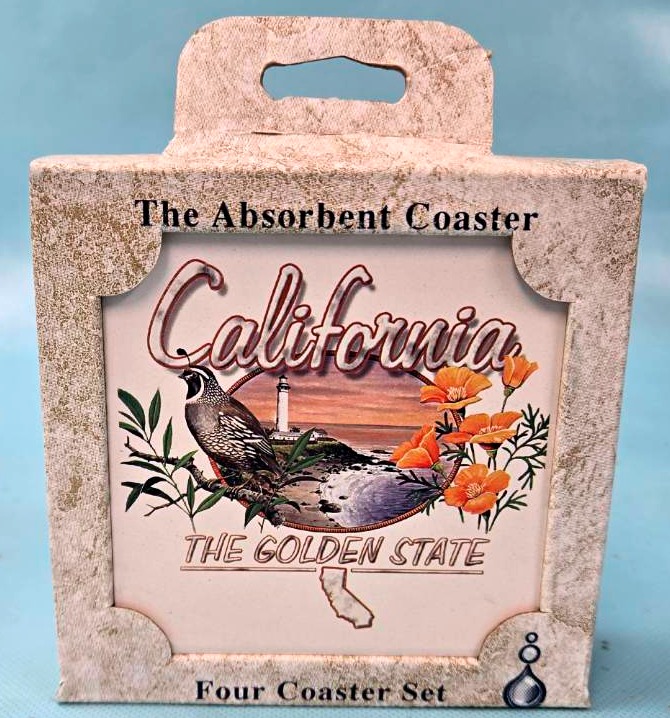 The Absorbent Coaster
California
THE GOLDEN STATE
Four Coaster Set